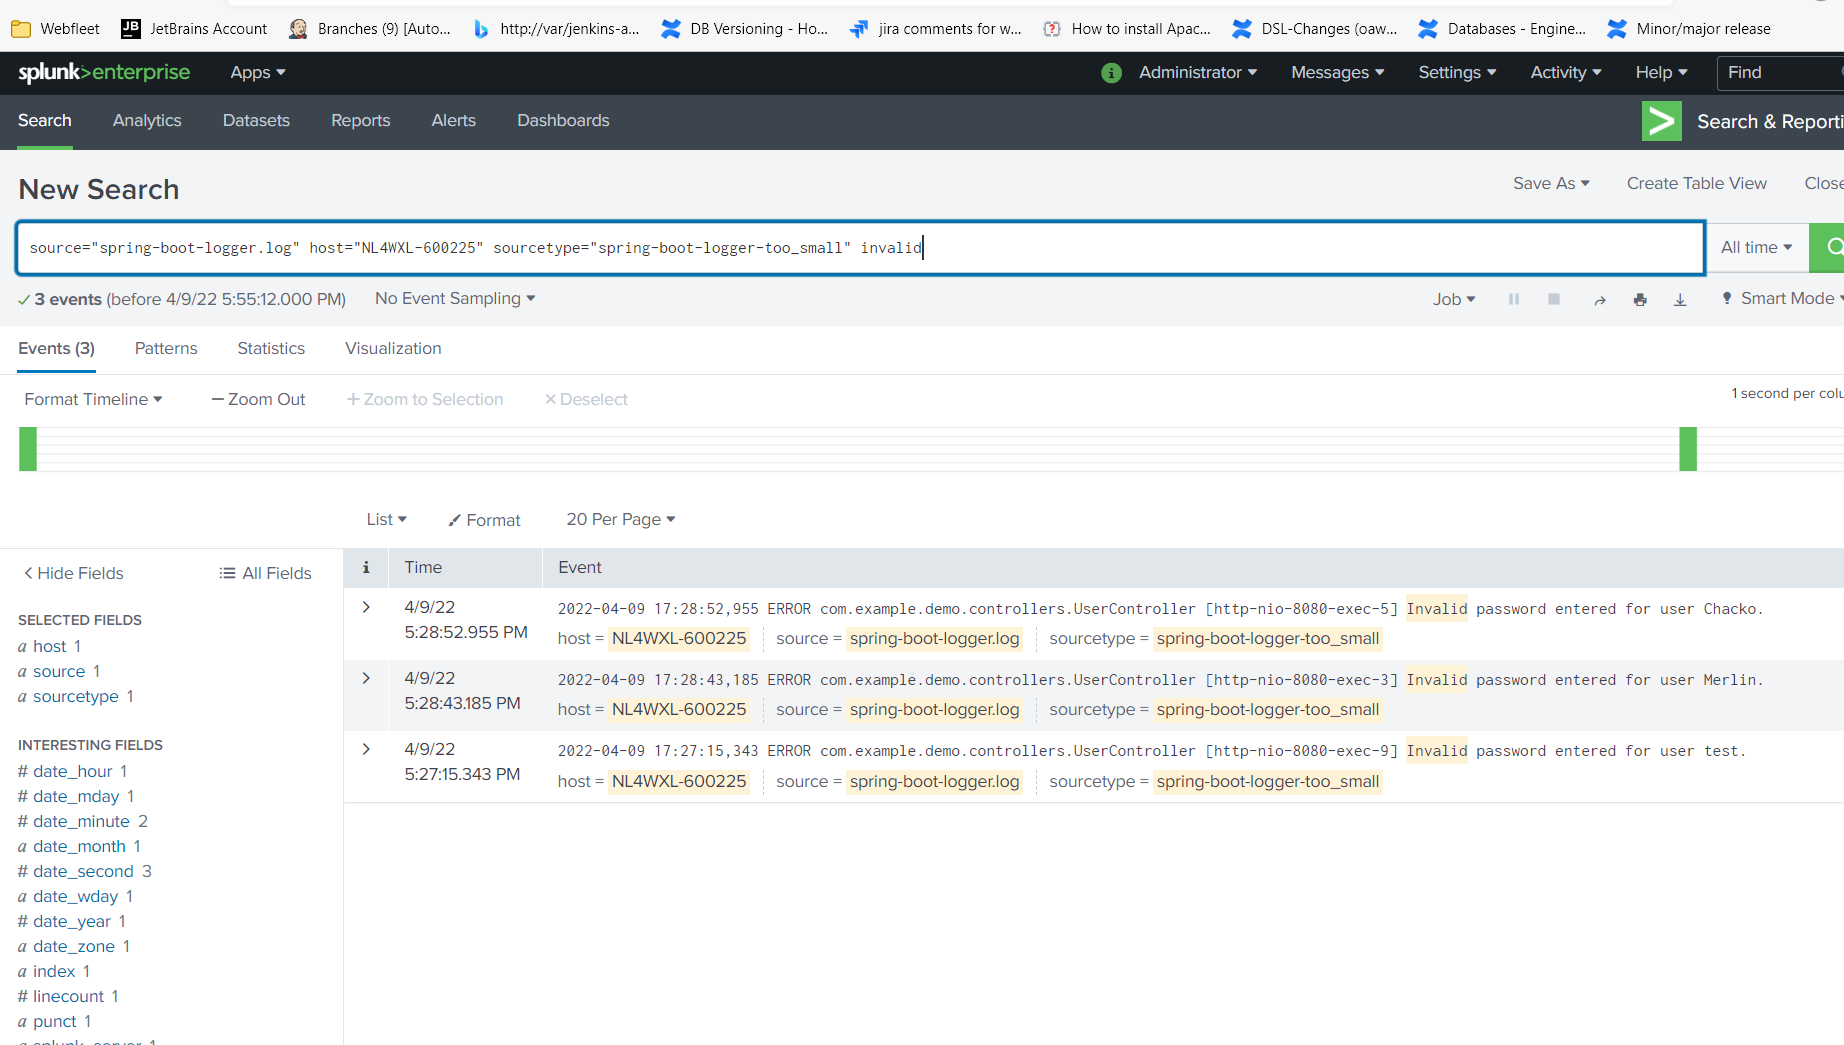 Webfleet JetBrains Account Branches (9) [Auto... http://var/jenkins-a... DB Versioning - Ho... jira comments for w... How to install Apac... DSL-Changes (oaw... Databases - Engine... Minor/major release
splunk>enterprise Apps Administrator Messages Settings Activity Help Find
Search Analytics Datasets Reports Alerts Dashboards Search & Reporti
New Search Save As Create Table View Close
source="spring-boot-logger.log" host="NL4WXL-600225" sourcetype="spring-boot-logger-too_small" invalid All time
3 events (before 4/9/22 5:55:12.000 PM) No Event Sampling Job Smart Mode
Events (3) Patterns Statistics Visualization
Format Timeline — Zoom Out + Zoom to Selection × Deselect 1 second per colu
List Format 20 Per Page
Hide Fields All Fields
i Time Event
SELECTED FIELDS
a host 1
a source 1
a sourcetype 1
INTERESTING FIELDS
# date_hour 1
# date_mday 1
# date_minute 2
a date_month 1
# date_second 3
a date_wday 1
# date_year 1
a date_zone 1
a index 1
# linecount 1
a punct 1
a splunk_server 1
4/9/22 5:28:52.955 PM
2022-04-09 17:28:52,955 ERROR com.example.demo.controllers.UserController [http-nio-8080-exec-5] Invalid password entered for user Chacko.
host = NL4WXL-600225 source = spring-boot-logger.log sourcetype = spring-boot-logger-too_small
4/9/22 5:28:43.185 PM
2022-04-09 17:28:43,185 ERROR com.example.demo.controllers.UserController [http-nio-8080-exec-3] Invalid password entered for user Merlin.
host = NL4WXL-600225 source = spring-boot-logger.log sourcetype = spring-boot-logger-too_small
4/9/22 5:27:15.343 PM
2022-04-09 17:27:15,343 ERROR com.example.demo.controllers.UserController [http-nio-8080-exec-9] Invalid password entered for user test.
host = NL4WXL-600225 source = spring-boot-logger.log sourcetype = spring-boot-logger-too_small